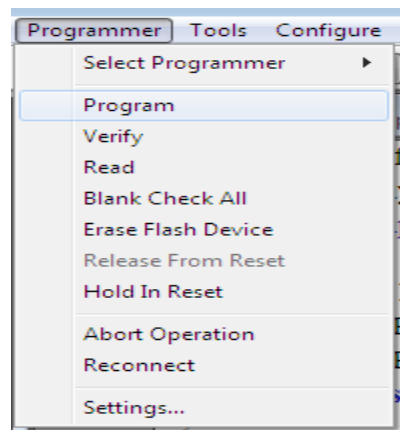 Programmer Tools Configure
Select Programmer
Program
Verify
Read
Blank Check All
Erase Flash Device
Release From Reset
Hold In Reset
Abort Operation
Reconnect
Settings...